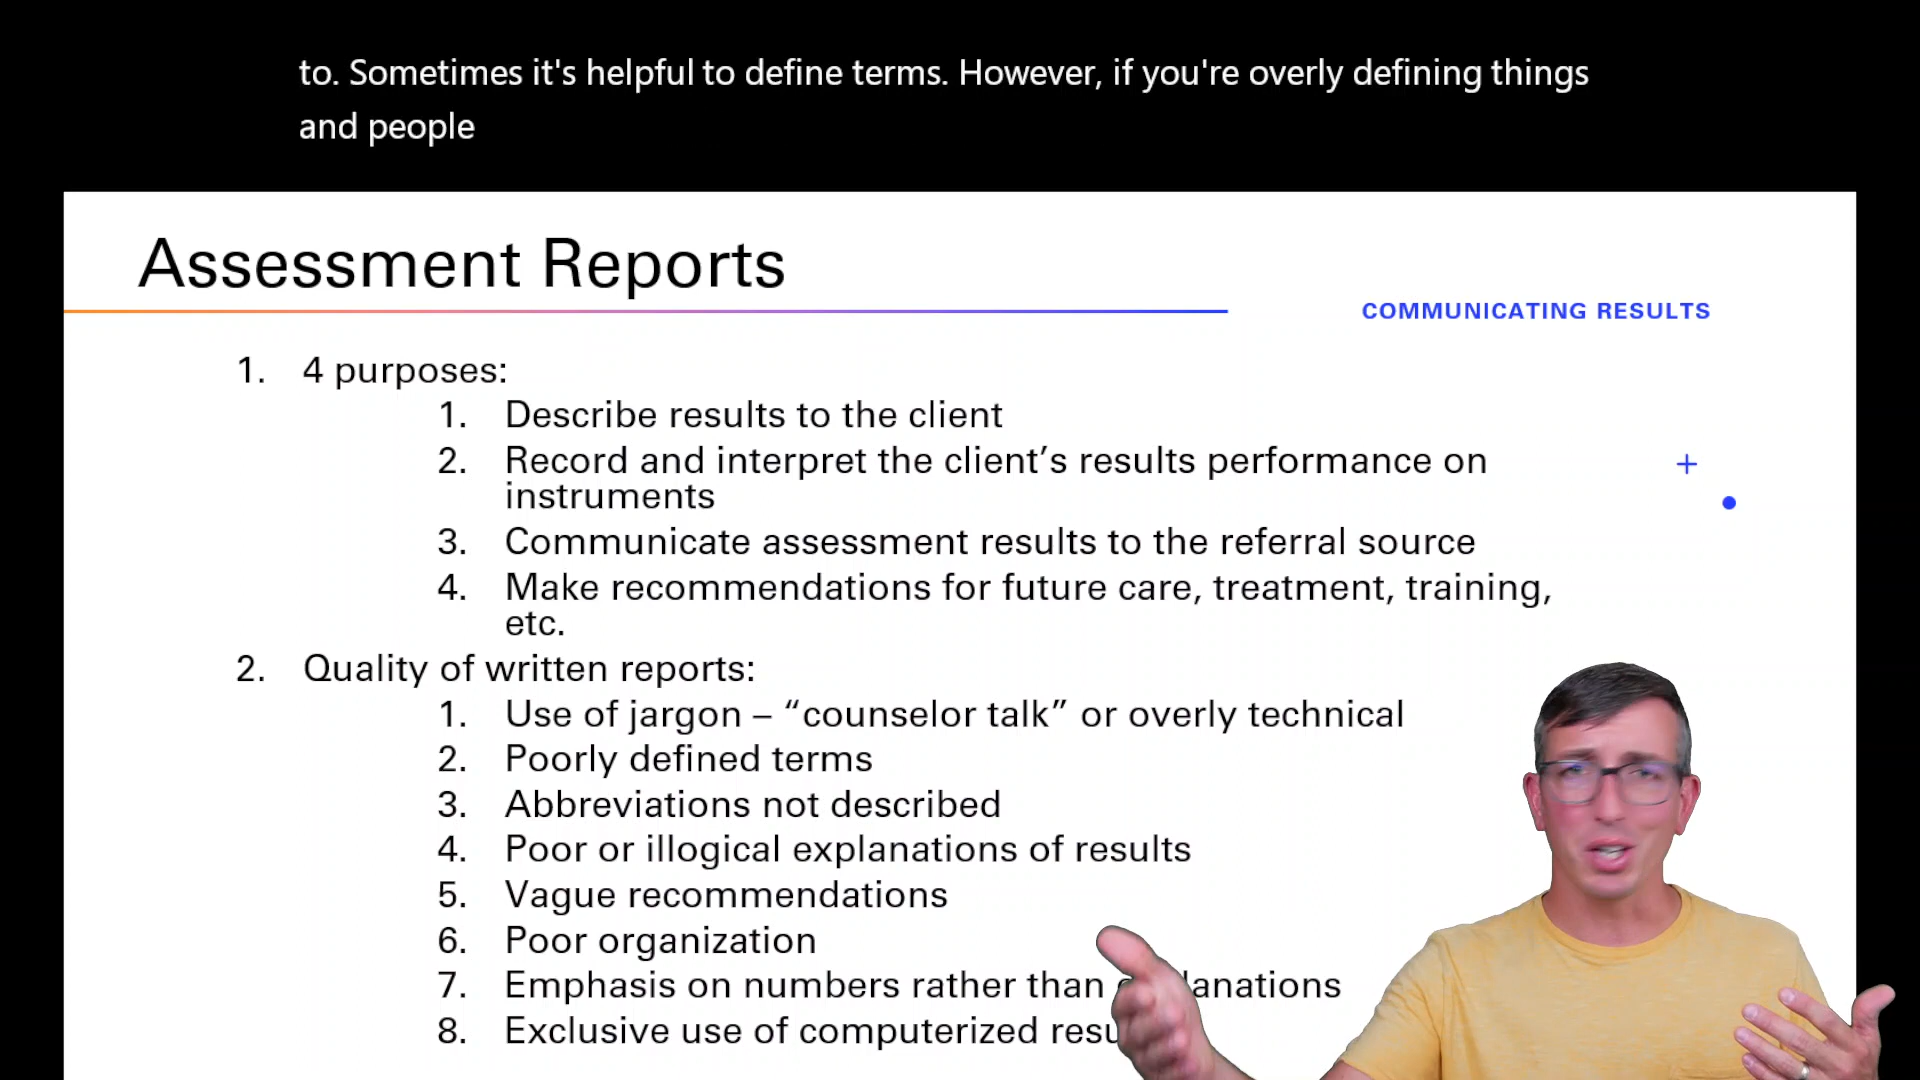 to. Sometimes it's helpful to define terms. However, if you're overly defining things
and people
Assessment Reports
COMMUNICATING RESULTS
1. 4 purposes:
1. Describe results to the client
2. Record and interpret the client’s results performance on
instruments
3. Communicate assessment results to the referral source
4. Make recommendations for future care, treatment, training,
etc.
2. Quality of written reports:
1. Use of jargon – “counselor talk” or overly technical
2. Poorly defined terms
3. Abbreviations not described
4. Poor or illogical explanations of results
5. Vague recommendations
6. Poor organization
7. Emphasis on numbers rather than
8. Exclusive use of computerized